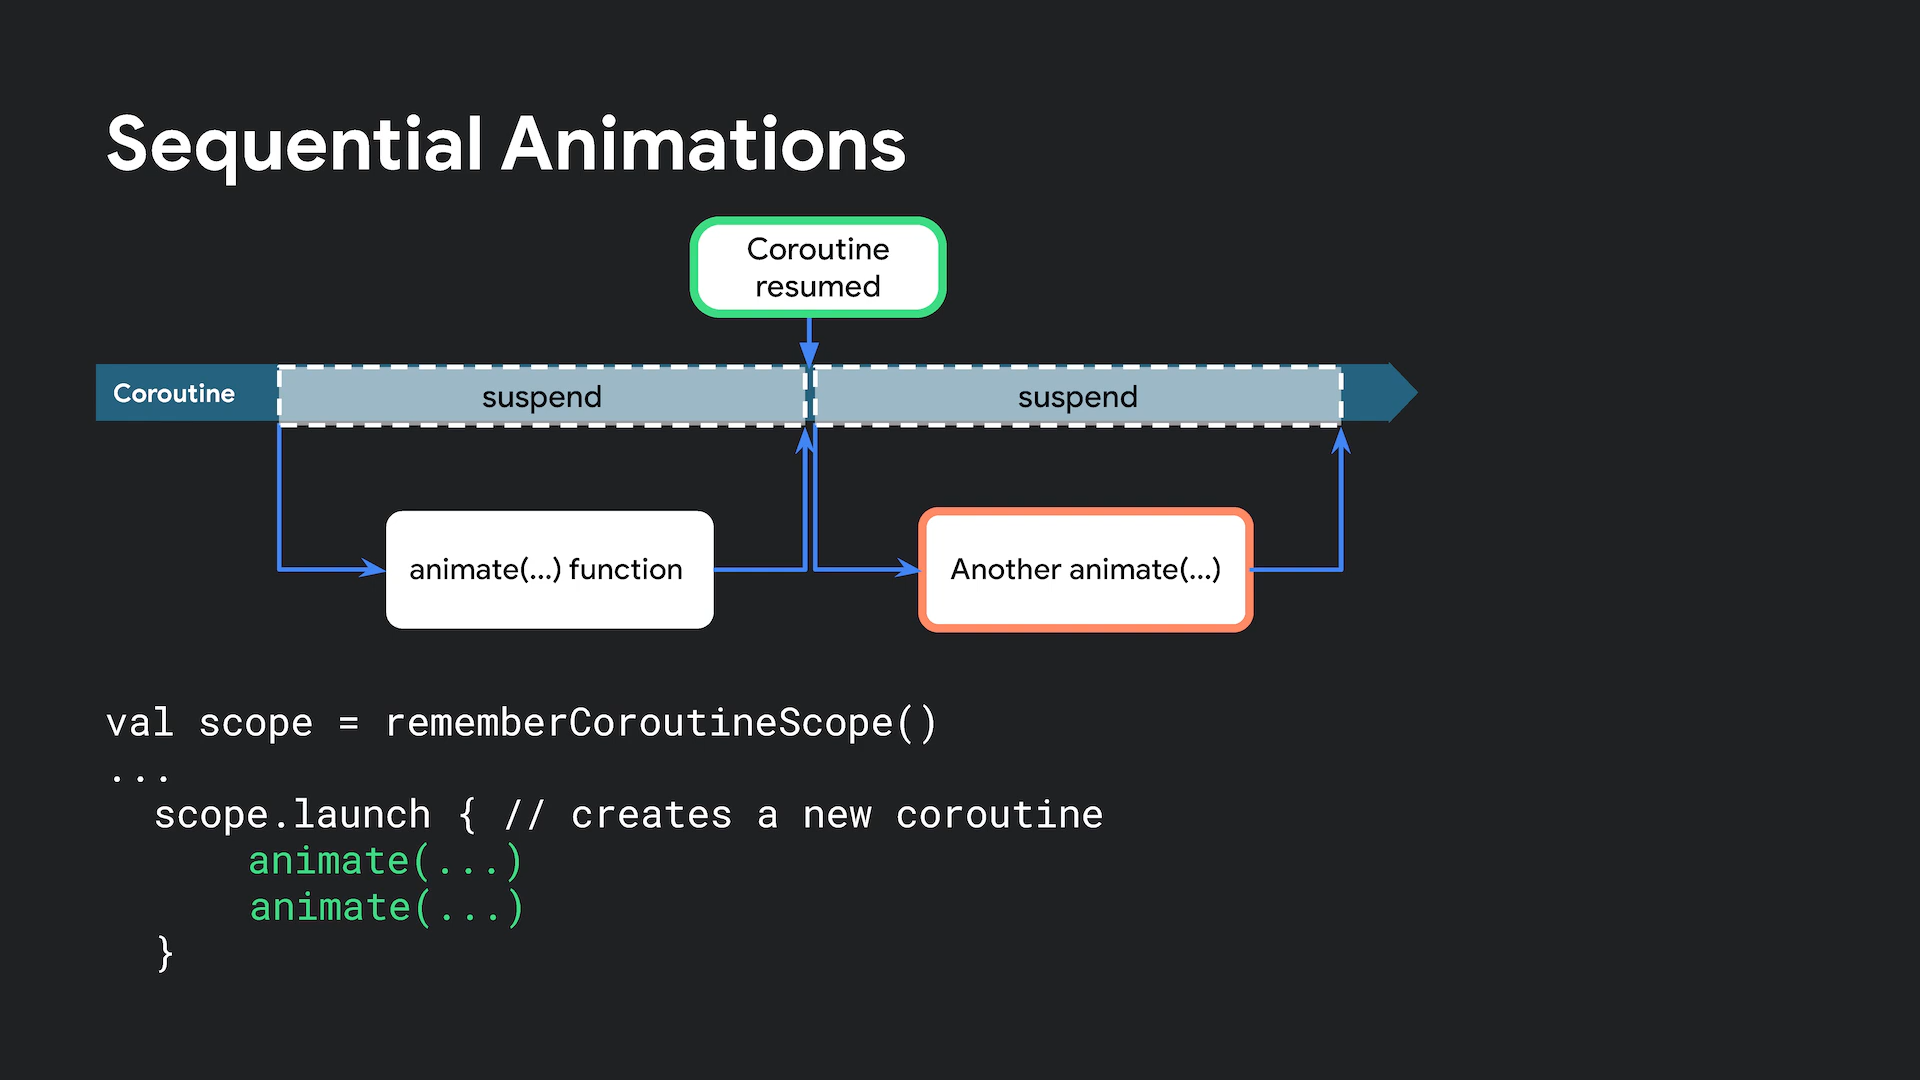 Sequential Animations
Coroutine
resumed
Coroutine
suspend
suspend
animate(...) function
Another animate(...)
val scope = rememberCoroutineScope()
...
scope.launch { // creates a new coroutine
animate(...)
animate(...)
}